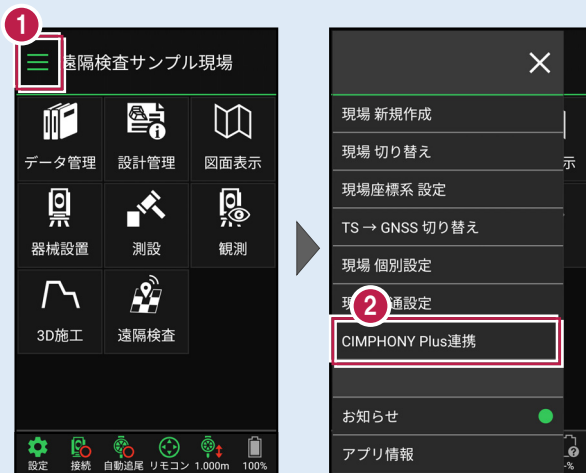 1
遠隔検査サンプル現場
データ管理
設計管理
図面表示
器械設置
測設
観測
3D施工
遠隔検査
設定
接続
自動追尾
リモコン
1.000m
100%
現場 新規作成
現場 切り替え
現場座標系 設定
TS → GNSS 切り替え
現場 個別設定
2
通設定
CIMPHONY Plus連携
お知らせ
アプリ情報
示
-%